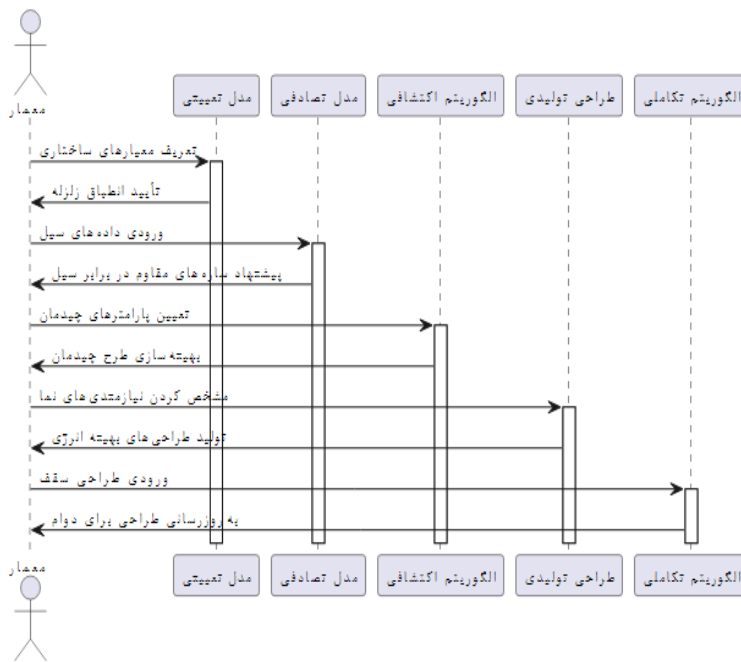 معمار
مدل تعیینی
مدل تصادفی
الگوریتم اکتشافی
طراحی تولیدی
الگوریتم تکاملی
تعریف معیارهای ساختاری
تأیید انطباق زلزله
ورودی داده‌های سیل
پیشنهاد سازه‌های مقاوم در برابر سیل
تعیین پارامترهای چیدمان
بهینه‌سازی طرح چیدمان
مشخص کردن نیازمندی‌های نما
تولید طراحی‌های بهینه انرژی
ورودی طراحی سقف
به‌روزرسانی طراحی برای دوام
معمار
مدل تعیینی
مدل تصادفی
الگوریتم اکتشافی
طراحی تولیدی
الگوریتم تکاملی